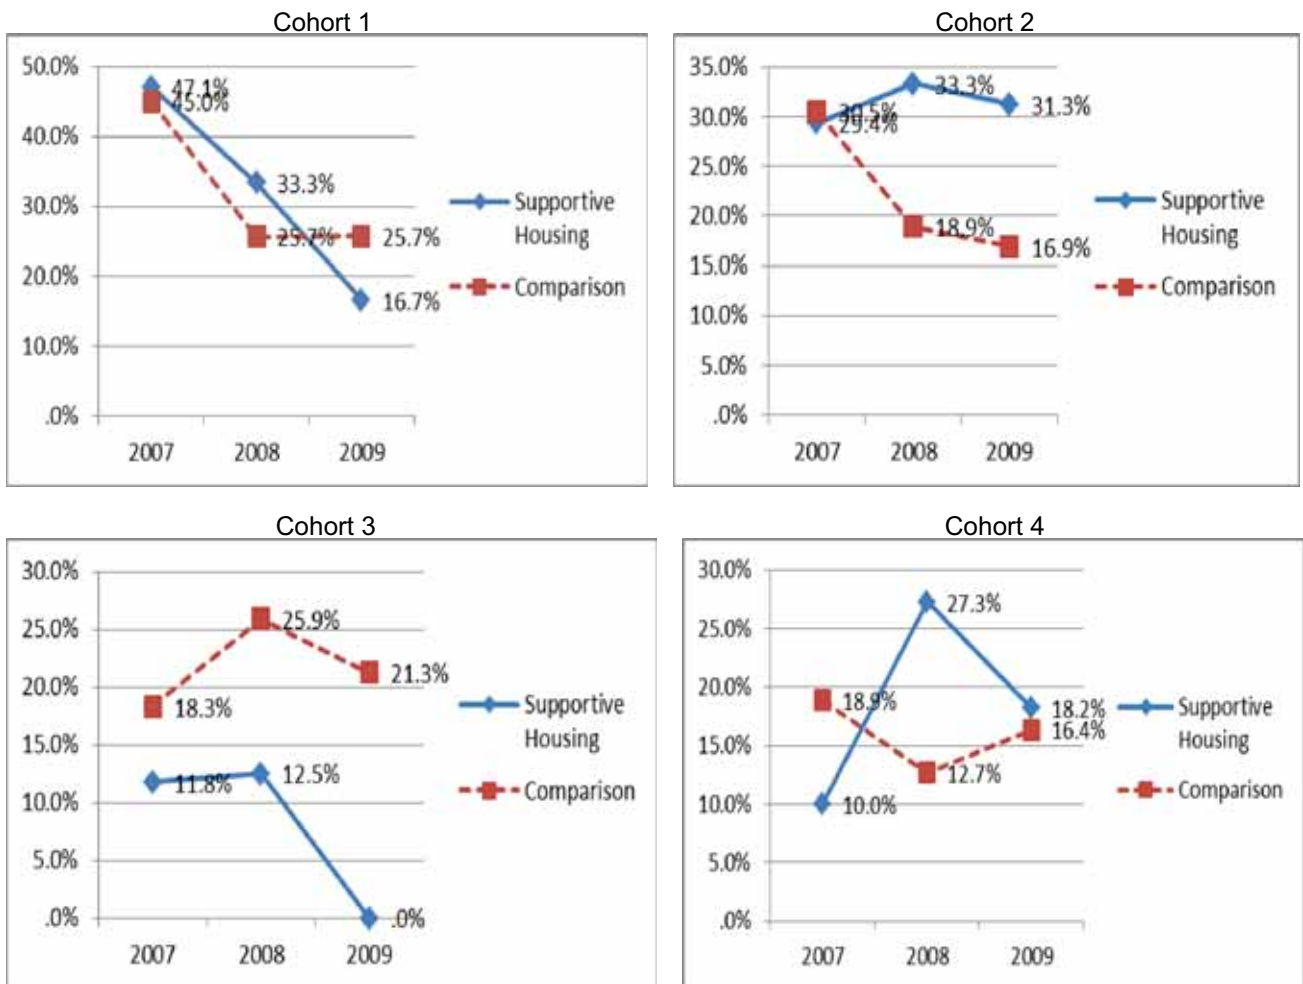 Cohort 1
50.0%
40.0%
30.0%
20.0%
10.0%
.0%
47.1%
45.0%
33.3%
25.7%
25.7%
16.7%
2007 2008 2009
Supportive
Housing
Comparison
Cohort 2
35.0%
30.0%
25.0%
20.0%
15.0%
10.0%
5.0%
.0%
30.5%
29.4%
33.3%
31.3%
18.9%
16.9%
2007 2008 2009
Supportive
Housing
Comparison
Cohort 3
30.0%
25.0%
20.0%
15.0%
10.0%
5.0%
.0%
25.9%
21.3%
18.3%
11.8%
12.5%
.0%
2007 2008 2009
Supportive
Housing
Comparison
Cohort 4
30.0%
25.0%
20.0%
15.0%
10.0%
5.0%
.0%
27.3%
18.9%
18.2%
16.4%
12.7%
10.0%
2007 2008 2009
Supportive
Housing
Comparison